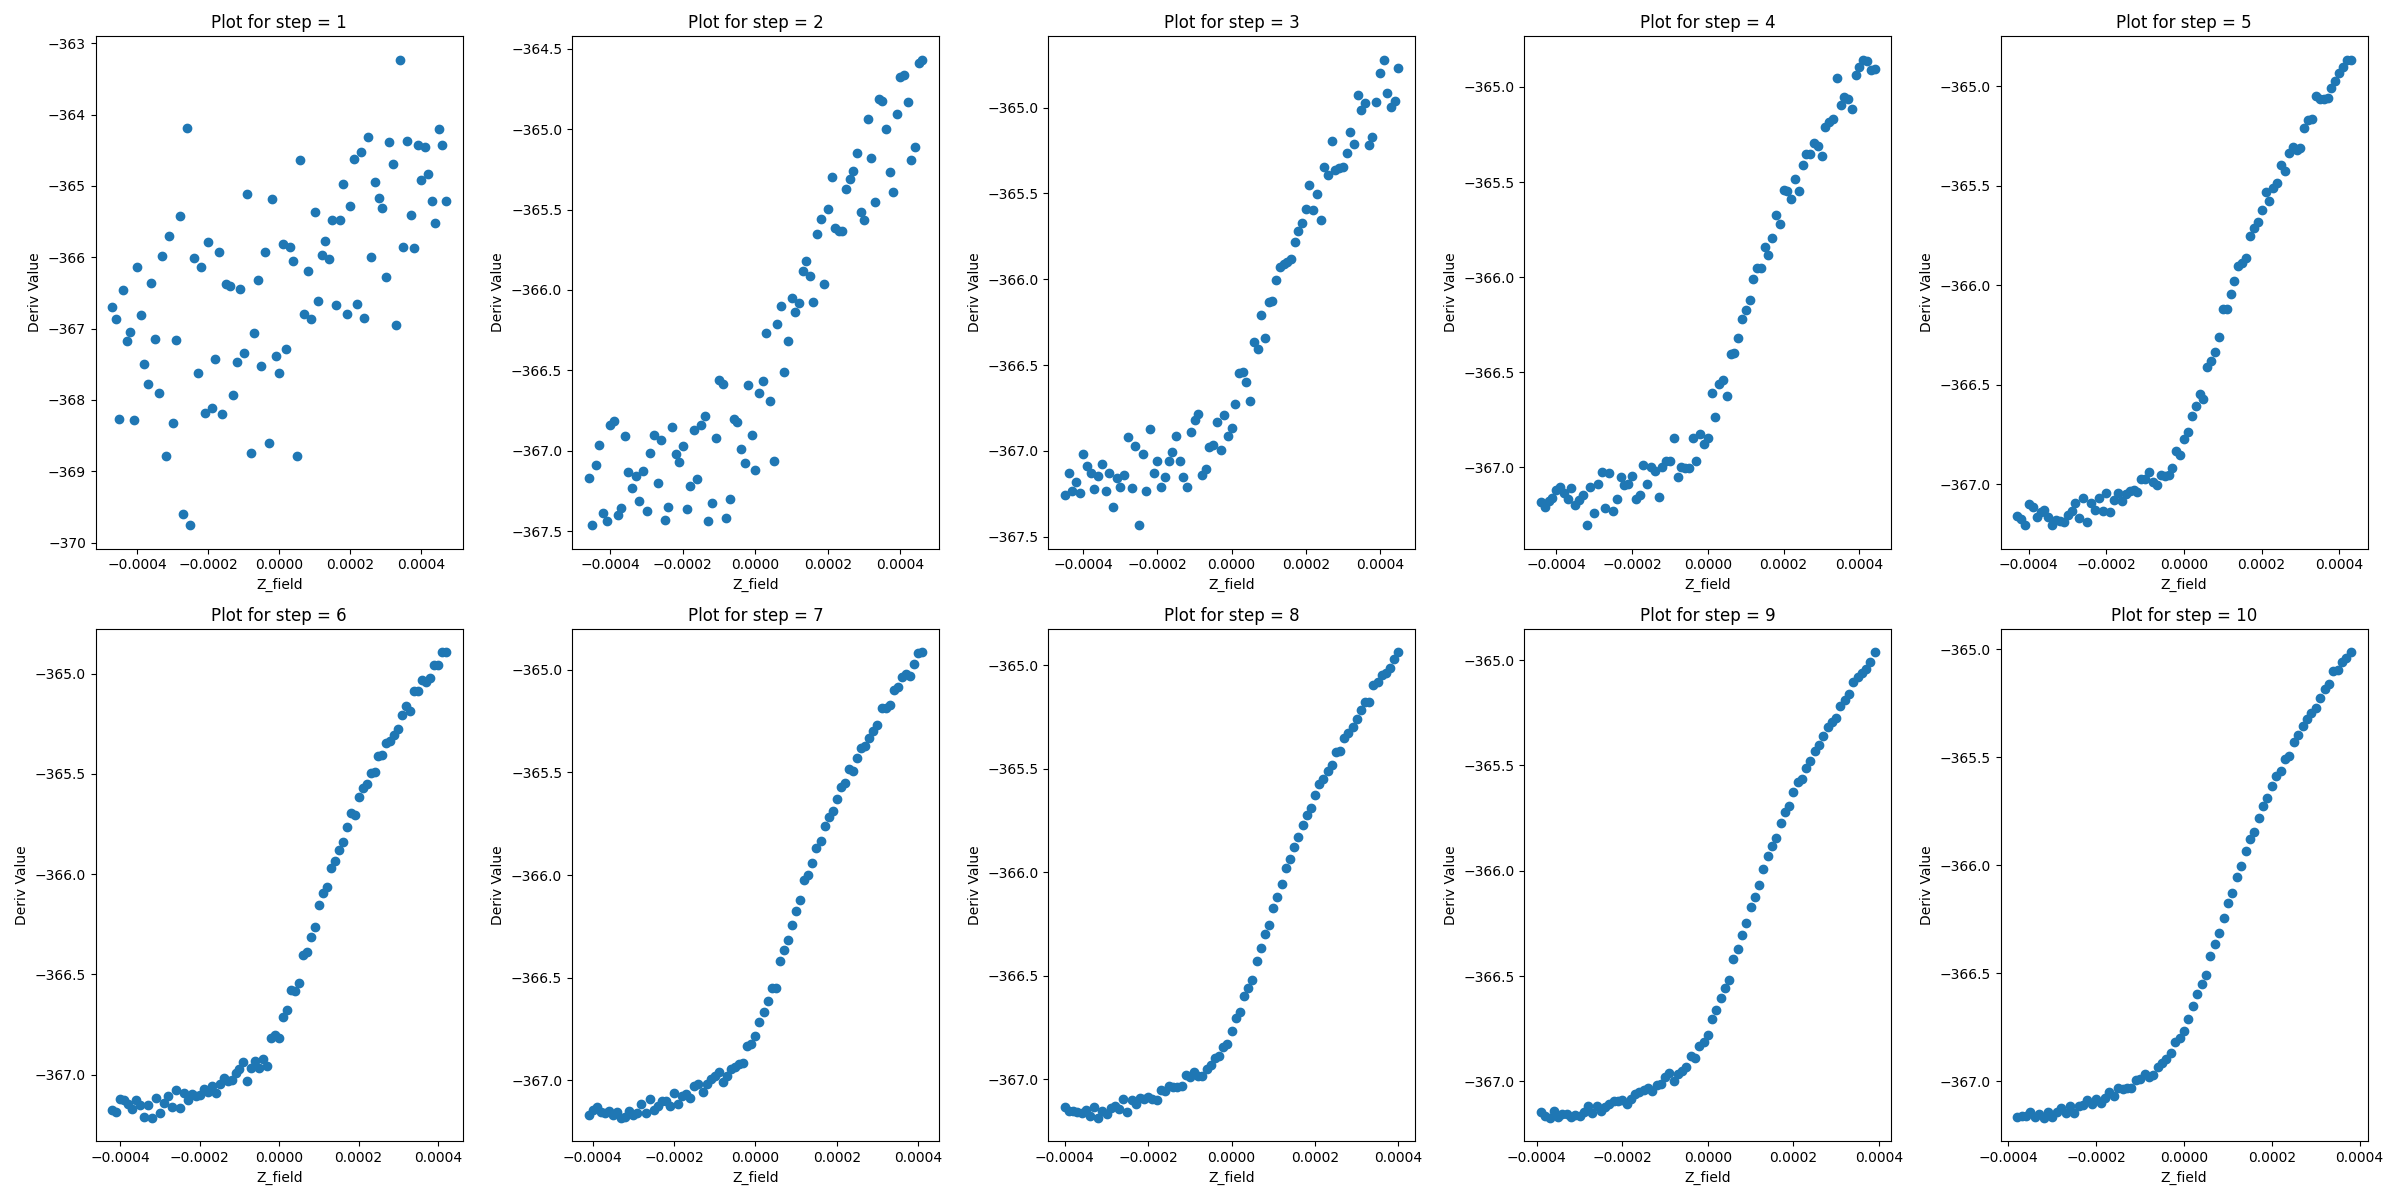 Plot for step = 1
Plot for step = 2
Plot for step = 3
Plot for step = 4
Plot for step = 5
−363
−364
−365
−366
−367
−368
−369
−370
Deriv Value
−0.0004 −0.0002 0.0000 0.0002 0.0004
Z_field
−364.5
−365.0
−365.5
−366.0
−366.5
−367.0
−367.5
Deriv Value
−0.0004 −0.0002 0.0000 0.0002 0.0004
Z_field
−365.0
−365.5
−366.0
−366.5
−367.0
−367.5
Deriv Value
−0.0004 −0.0002 0.0000 0.0002 0.0004
Z_field
−365.0
−365.5
−366.0
−366.5
−367.0
Deriv Value
−0.0004 −0.0002 0.0000 0.0002 0.0004
Z_field
−365.0
−365.5
−366.0
−366.5
−367.0
Deriv Value
−0.0004 −0.0002 0.0000 0.0002 0.0004
Z_field
Plot for step = 6
Plot for step = 7
Plot for step = 8
Plot for step = 9
Plot for step = 10
−365.0
−365.5
−366.0
−366.5
−367.0
Deriv Value
−0.0004 −0.0002 0.0000 0.0002 0.0004
Z_field
−365.0
−365.5
−366.0
−366.5
−367.0
Deriv Value
−0.0004 −0.0002 0.0000 0.0002 0.0004
Z_field
−365.0
−365.5
−366.0
−366.5
−367.0
Deriv Value
−0.0004 −0.0002 0.0000 0.0002 0.0004
Z_field
−365.0
−365.5
−366.0
−366.5
−367.0
Deriv Value
−0.0004 −0.0002 0.0000 0.0002 0.0004
Z_field
−365.0
−365.5
−366.0
−366.5
−367.0
Deriv Value
−0.0004 −0.0002 0.0000 0.0002 0.0004
Z_field